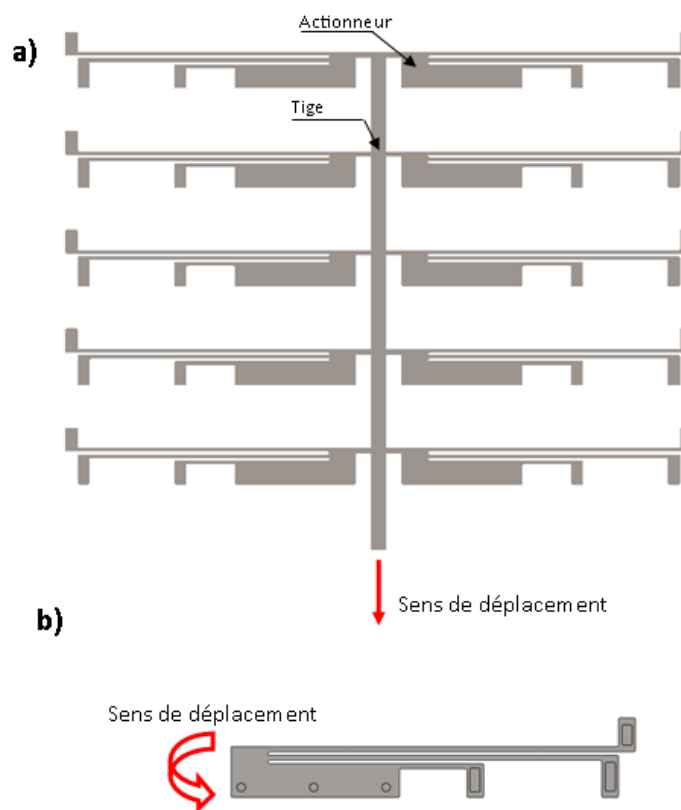 Actionneur
a)
Tige
Sens de déplacement
b)
Sens de déplacement